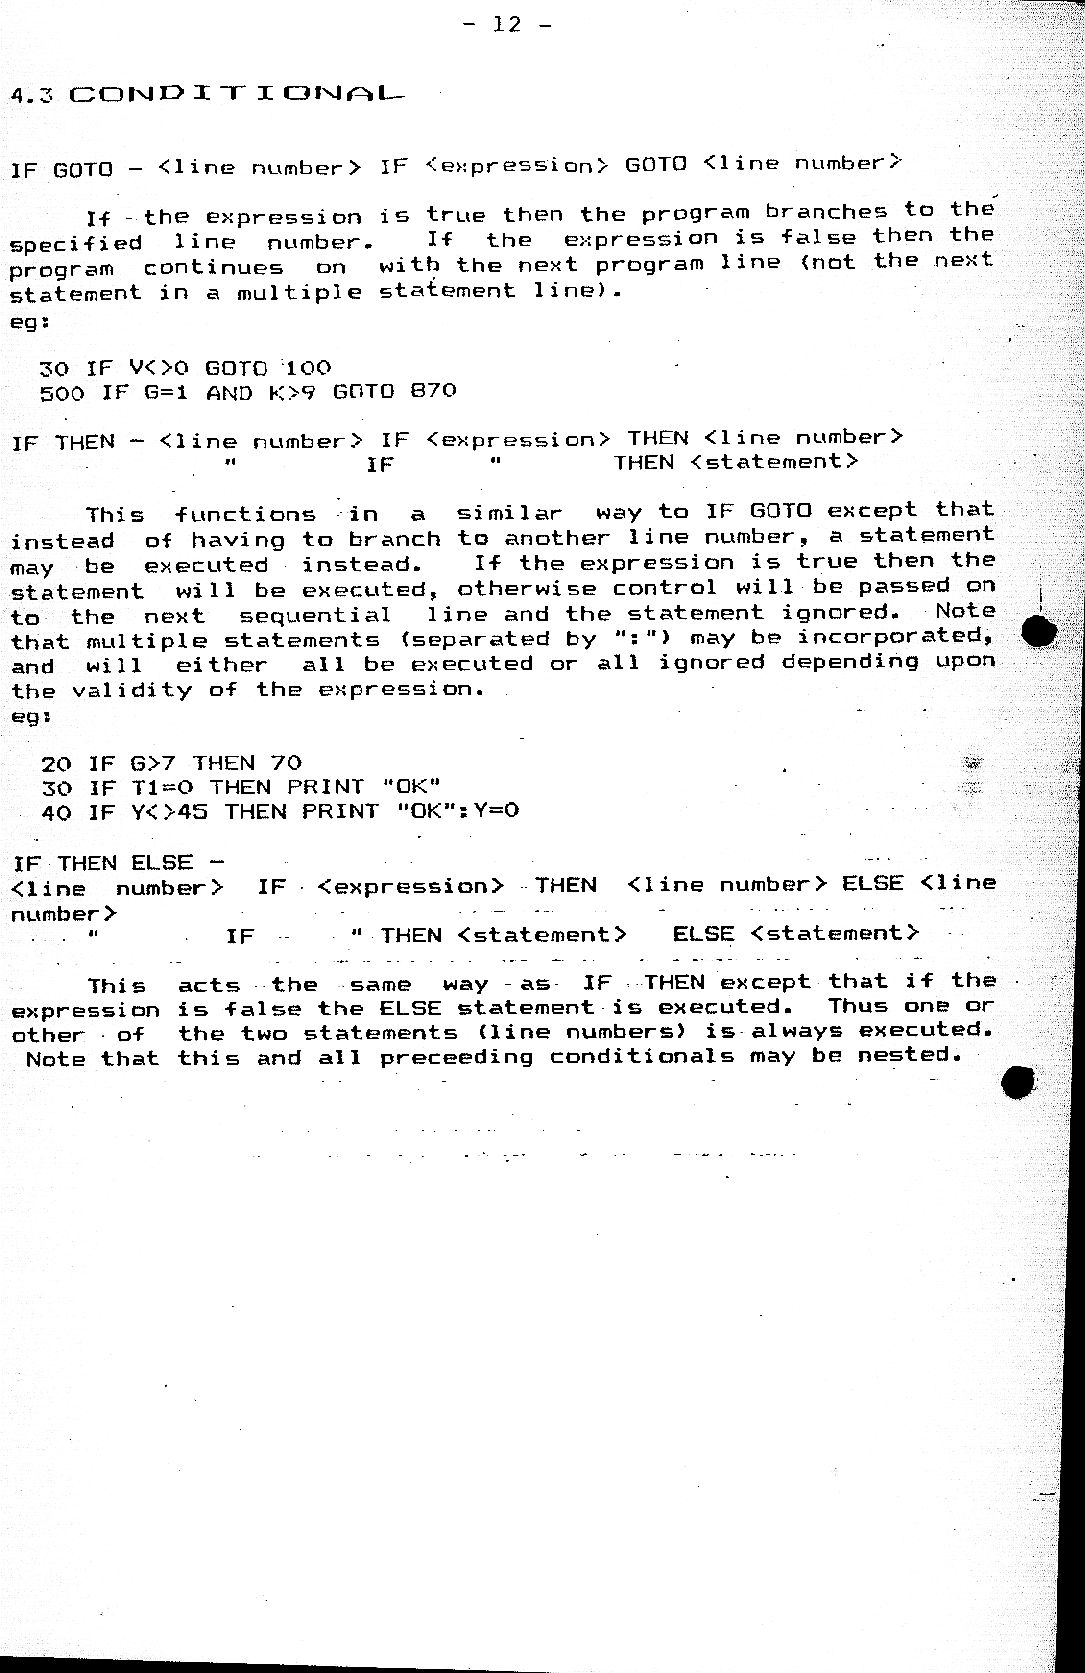 - 12 -
4.3 CONDITIONAL
IF GOTO - <line number> IF <expression> GOTO <line number>
If the expression is true then the program branches to the
specified line number. If the expression is false then the
program continues on with the next program line (not the next
statement in a multiple statement line).
eg:
30 IF V<>0 GOTO 100
500 IF G=1 AND K>9 GOTO 870
IF THEN - <line number> IF <expression> THEN <line number>
" IF " THEN <statement>
This functions in a similar way to IF GOTO except that
instead of having to branch to another line number, a statement
may be executed instead. If the expression is true then the
statement will be executed, otherwise control will be passed on
to the next sequential line and the statement ignored. Note
that multiple statements (separated by ":") may be incorporated,
and will either all be executed or all ignored depending upon
the validity of the expression.
eg:
20 IF G>7 THEN 70
30 IF T1=0 THEN PRINT "OK"
40 IF Y<>45 THEN PRINT "OK":Y=0
IF THEN ELSE -
<line number> IF <expression> THEN <line number> ELSE <line
number>
" IF " THEN <statement> ELSE <statement>
This acts the same way as IF THEN except that if the
expression is false the ELSE statement is executed. Thus one or
other of the two statements (line numbers) is always executed.
Note that this and all preceeding conditionals may be nested.